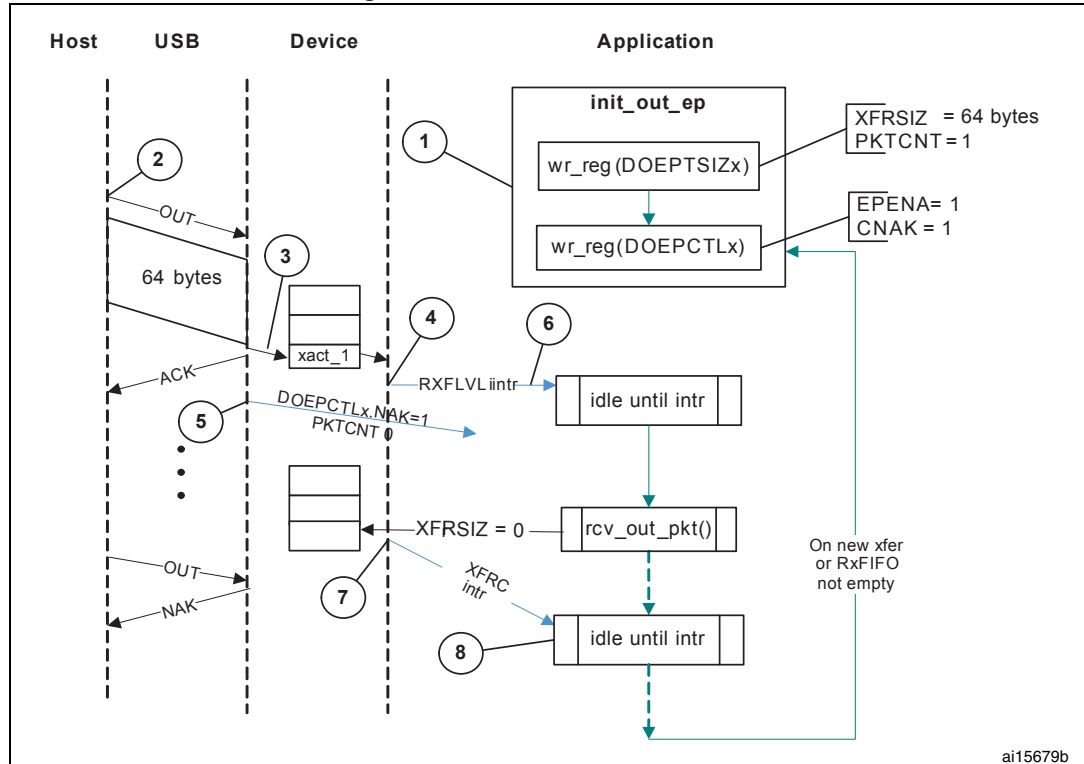 Host USB Device Application
init_out_ep
XFRSIZ = 64 bytes
PKTCNT = 1
1
wr_reg(DOEPTSIZx)
2
EPENA= 1
CNAK = 1
OUT
wr_reg(DOEPCTLx)
3
64 bytes
4
6
xact_1
ACK
RXFLVL iintr
idle until intr
DOEPCTLx.NAK=1
PKTCNT 0
5
XFRSIZ = 0
rcv_out_pkt()
On new xfer
or RxFIFO
not empty
OUT
XFRC
intr
7
NAK
8
idle until intr
ai15679b